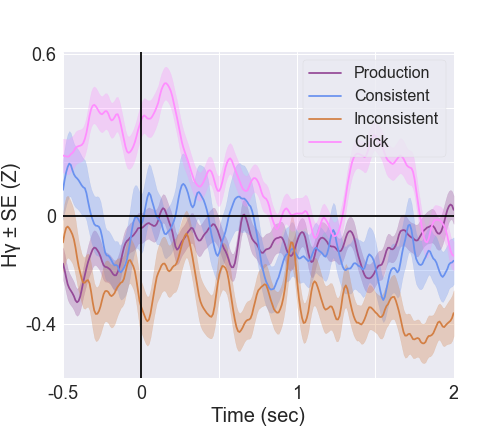 0.6
Production
Consistent
Inconsistent
Click
0
-0.4
Hγ ± SE (Z)
-0.5
0
1
2
Time (sec)